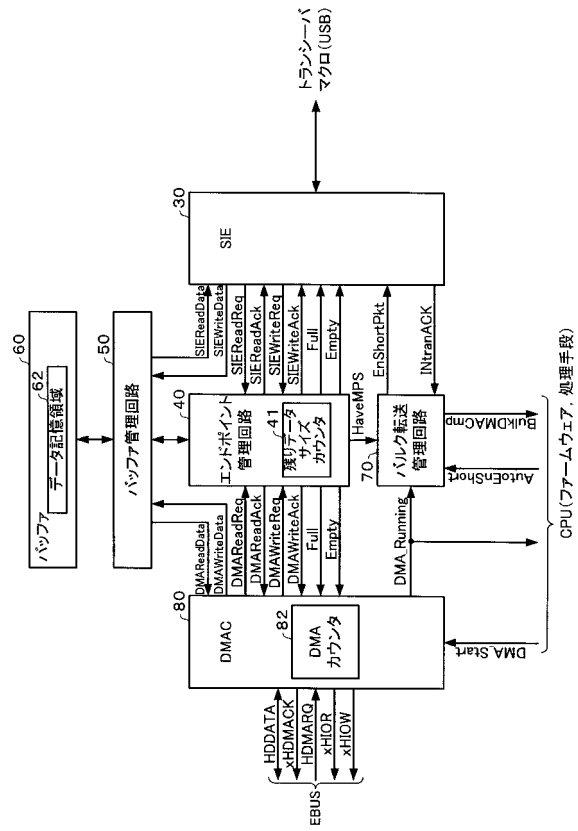 60
バッファ
62
データ記憶領域
50
バッファ管理回路
DMAReadData
DMAWriteData
SIEReadData
SIEWriteData
80
DMAC
82
DMA
カウンタ
DMAReadReq
DMAReadAck
DMAWriteReq
DMAWriteAck
Full
Empty
40
エンドポイント
管理回路
41
残りデータ
サイズ
カウンタ
SIEReadReq
SIEReadAck
SIEWriteReq
SIEWriteAck
Full
Empty
30
SIE
トランシーバ
マクロ(USB)
HDDATA
xHDMACK
HDMARQ
xHIOR
xHIOW
EBUS
HaveMPS
DMA_Running
70
バルク転送
管理回路
EnShortPkt
INtranACK
DMA_Start
AutoEnShort
BulkDMACmp
CPU(ファームウェア、処理手段)